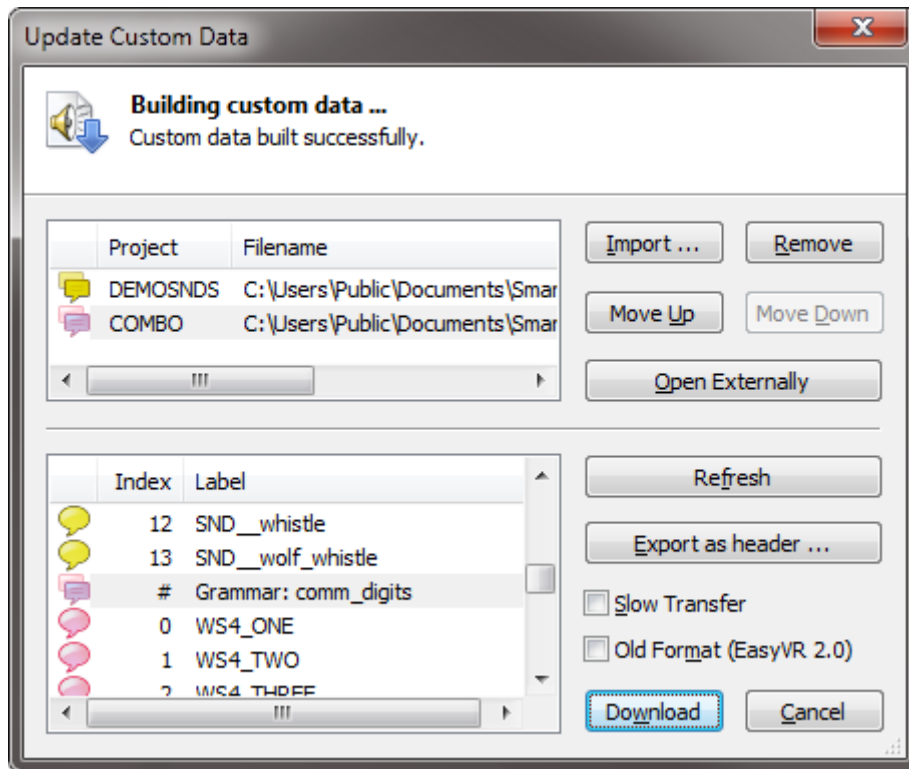 Update Custom Data
Building custom data ...
Custom data built successfully.
Project Filename
DEMOSNDS C:\Users\Public\Documents\Smar
COMBO C:\Users\Public\Documents\Smar
Import ... Remove
Move Up Move Down
Open Externally
Index Label
12 SND__whistle
13 SND__wolf_whistle
# Grammar: comm_digits
0 WS4_ONE
1 WS4_TWO
2 WS4_THREE
Refresh
Export as header ...
Slow Transfer
Old Format (EasyVR 2.0)
Download Cancel